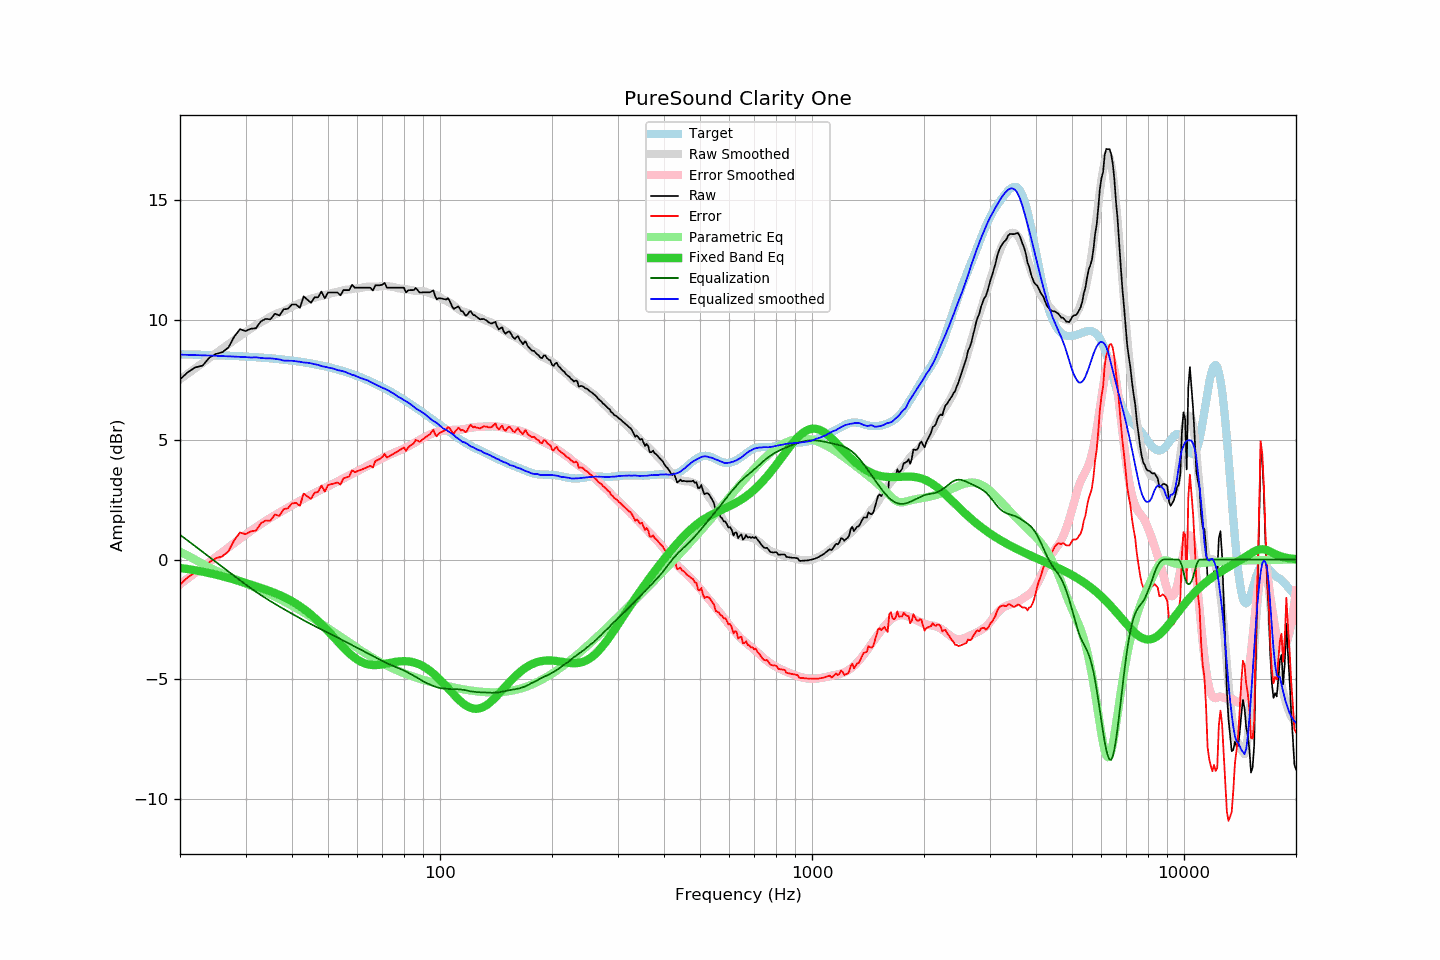 PureSound Clarity One
Target
Raw Smoothed
Error Smoothed
Raw
Error
Parametric Eq
Fixed Band Eq
Equalization
Equalized smoothed
15
10
5
0
−5
−10
Amplitude (dBr)
100
1000
10000
Frequency (Hz)